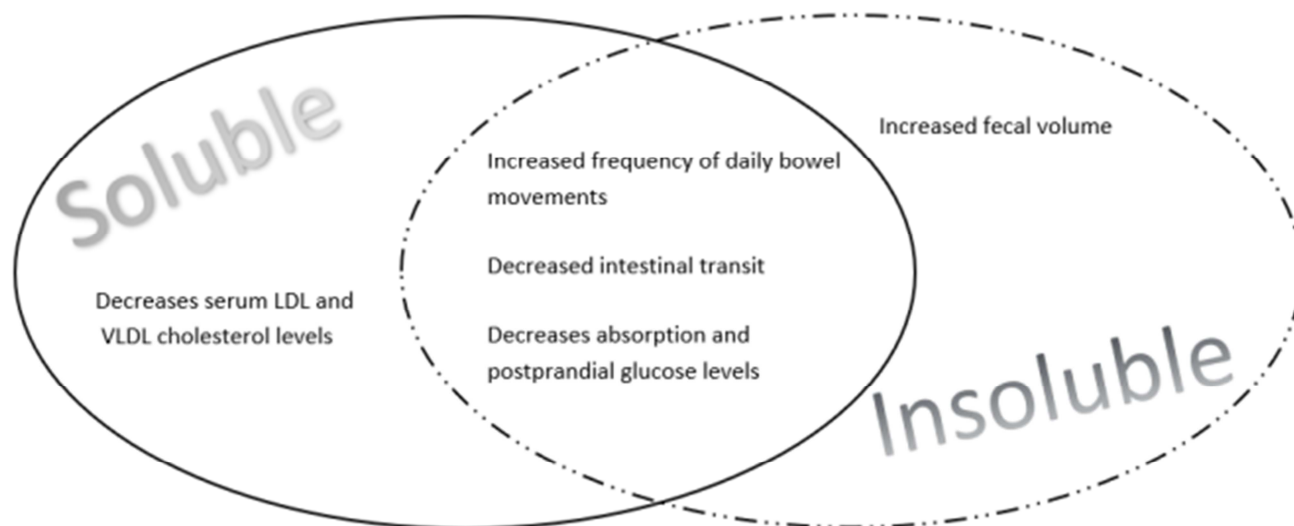 Soluble
Decreases serum LDL and
VLDL cholesterol levels
Increased frequency of daily bowel
movements
Decreased intestinal transit
Decreases absorption and
postprandial glucose levels
Increased fecal volume
Insoluble